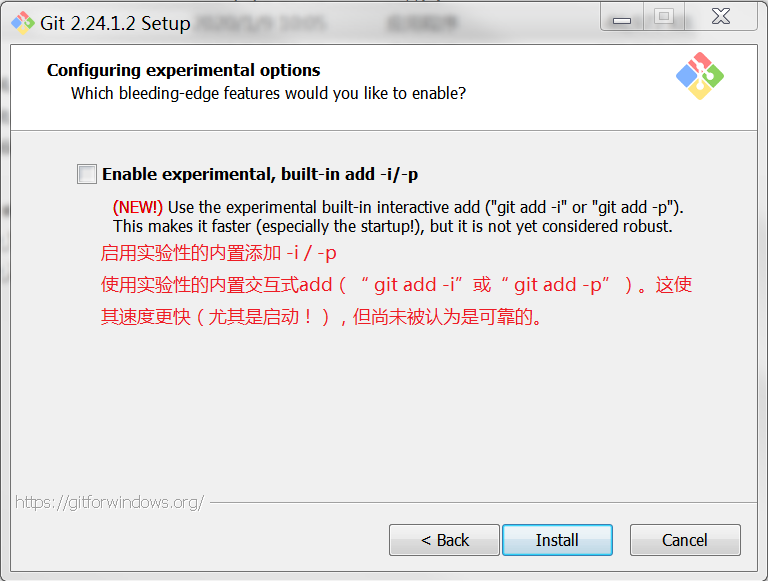 Git 2.24.1.2 Setup
Configuring experimental options
Which bleeding-edge features would you like to enable?
Enable experimental, built-in add -i/-p
(NEW!) Use the experimental built-in interactive add ("git add -i" or "git add -p").
This makes it faster (especially the startup!), but it is not yet considered robust.
启用实验性的内置添加 -i / -p
使用实验性的内置交互式add（“ git add -i”或“ git add -p”）。这使
其速度更快（尤其是启动！），但尚未被认为是可靠的。
https://gitforwindows.org/
< Back
Install
Cancel